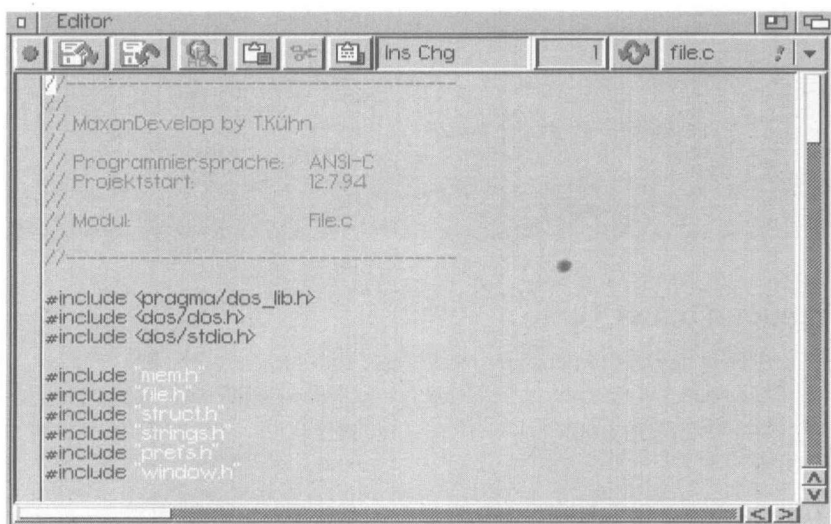 Editor
Ins Chg 1 file.c
//---------------------------------------
//
// MaxonDevelop by T.Kühn
//
// Programmiersprache: ANSI-C
// Projektstart: 12.7.94
//
// Modul: File.c
//
//---------------------------------------
#include <pragma/dos_lib.h>
#include <dos/dos.h>
#include <dos/stdio.h>
#include "mem.h"
#include "file.h"
#include "struct.h"
#include "strings.h"
#include "prefs.h"
#include "window.h"